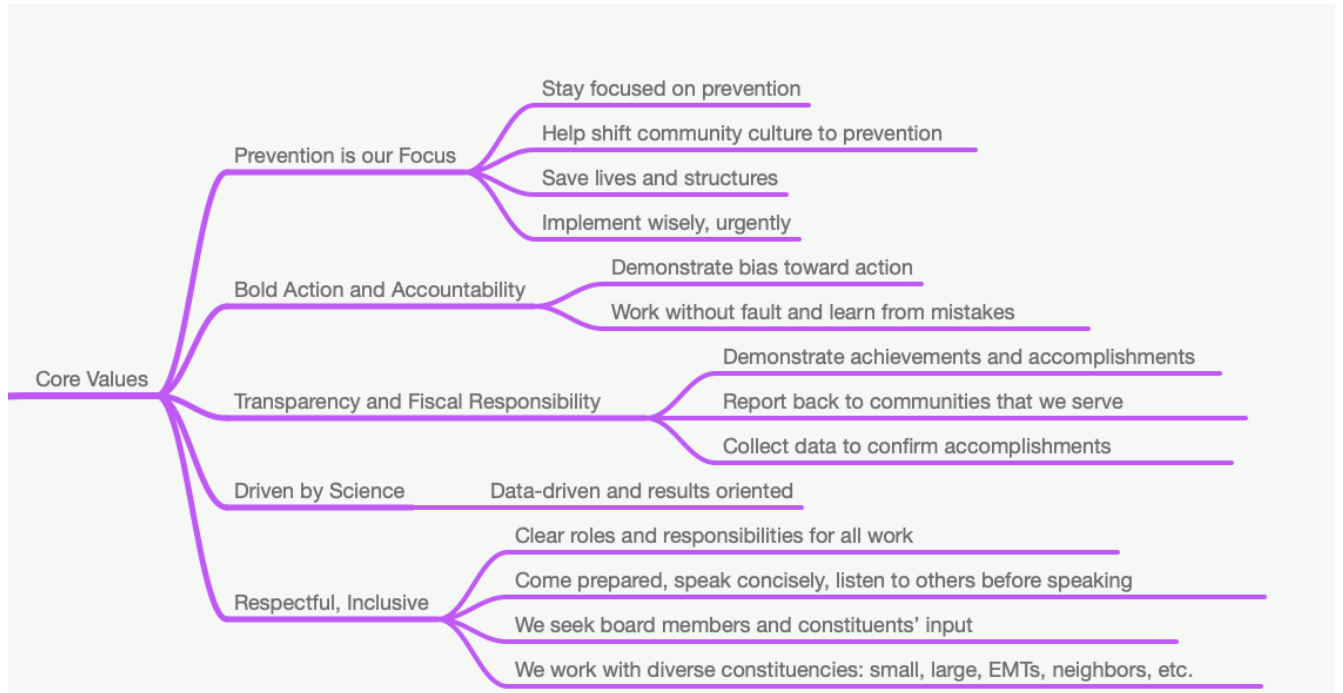 Core Values
Prevention is our Focus
Stay focused on prevention
Help shift community culture to prevention
Save lives and structures
Implement wisely, urgently
Bold Action and Accountability
Demonstrate bias toward action
Work without fault and learn from mistakes
Transparency and Fiscal Responsibility
Demonstrate achievements and accomplishments
Report back to communities that we serve
Collect data to confirm accomplishments
Driven by Science
Data-driven and results oriented
Respectful, Inclusive
Clear roles and responsibilities for all work
Come prepared, speak concisely, listen to others before speaking
We seek board members and constituents’ input
We work with diverse constituencies: small, large, EMTs, neighbors, etc.